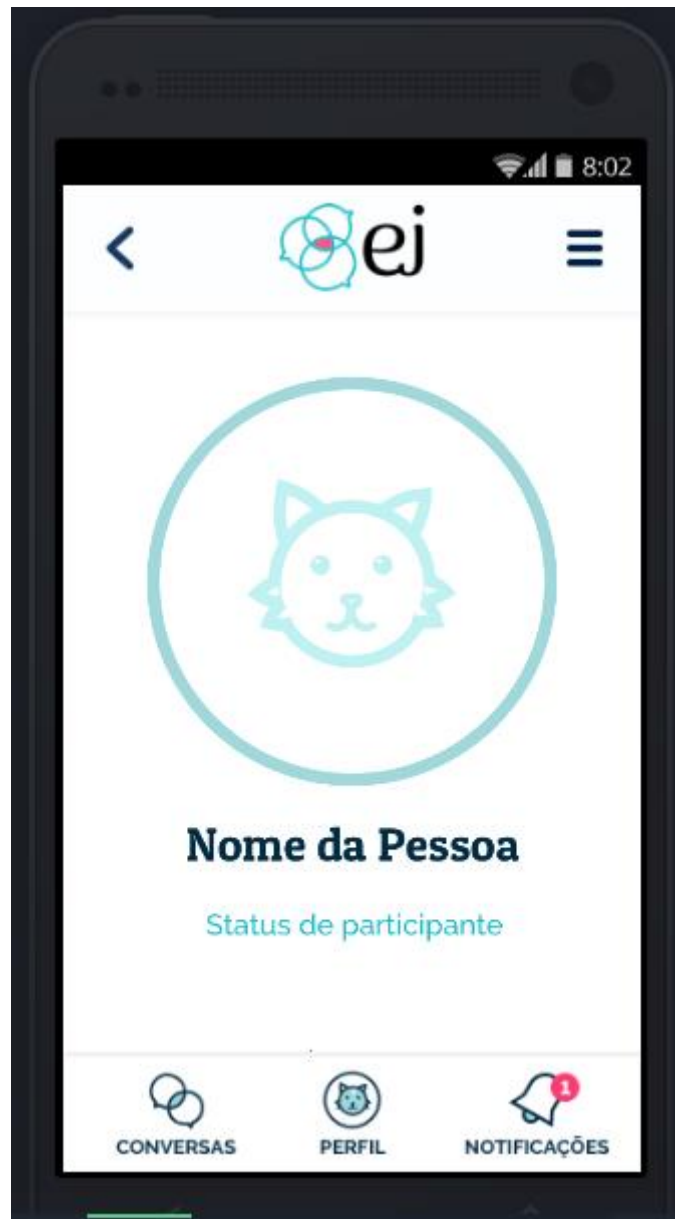 8:02
ej
Nome da Pessoa
Status de participante
1
CONVERSAS
PERFIL
NOTIFICAÇÕES